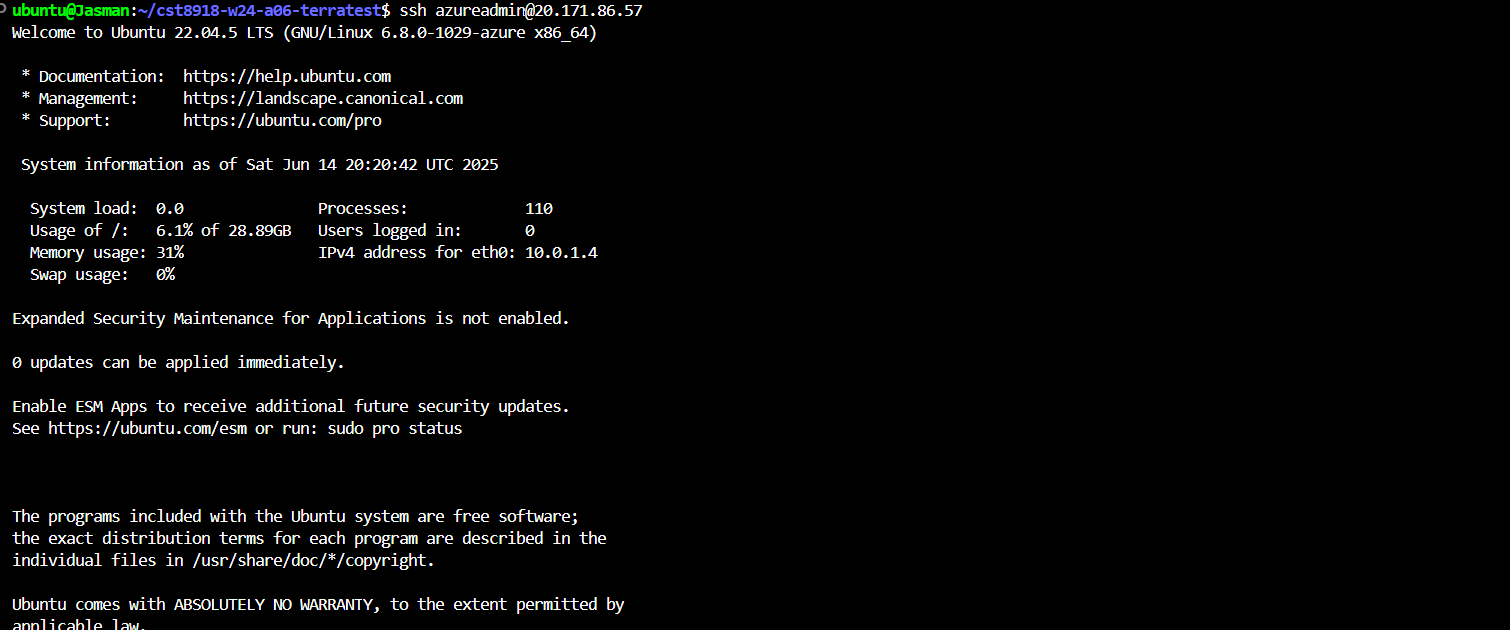 ubuntu@Jasman:~/cst8918-w24-a06-terratest$ ssh azureadmin@20.171.86.57
Welcome to Ubuntu 22.04.5 LTS (GNU/Linux 6.8.0-1029-azure x86_64)
* Documentation:  https://help.ubuntu.com
* Management:     https://landscape.canonical.com
* Support:        https://ubuntu.com/pro
System information as of Sat Jun 14 20:20:42 UTC 2025
System load:  0.0               Processes:             110
Usage of /:   6.1% of 28.89GB   Users logged in:       0
Memory usage: 31%               IPv4 address for eth0: 10.0.1.4
Swap usage:   0%
Expanded Security Maintenance for Applications is not enabled.
0 updates can be applied immediately.
Enable ESM Apps to receive additional future security updates.
See https://ubuntu.com/esm or run: sudo pro status
The programs included with the Ubuntu system are free software;
the exact distribution terms for each program are described in the
individual files in /usr/share/doc/*/copyright.
Ubuntu comes with ABSOLUTELY NO WARRANTY, to the extent permitted by
applicable law.